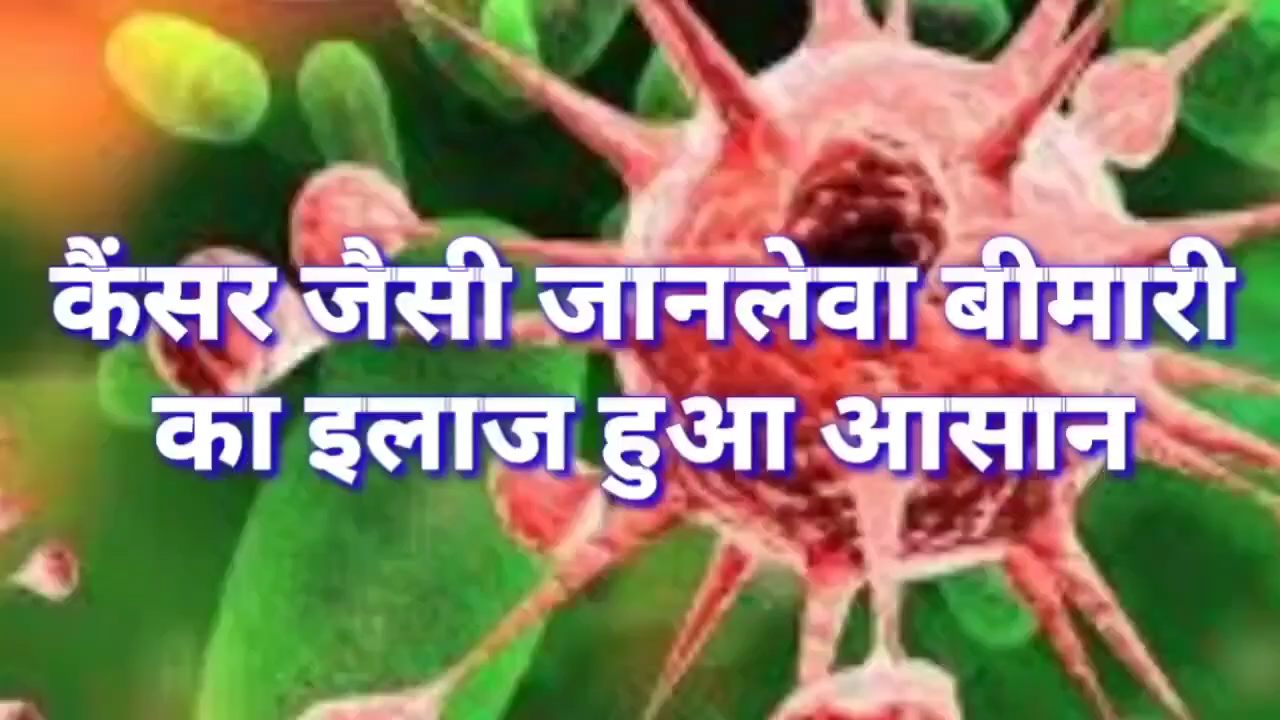 कैंसर जैसी जानलेवा बीमारी
का इलाज हुआ आसान